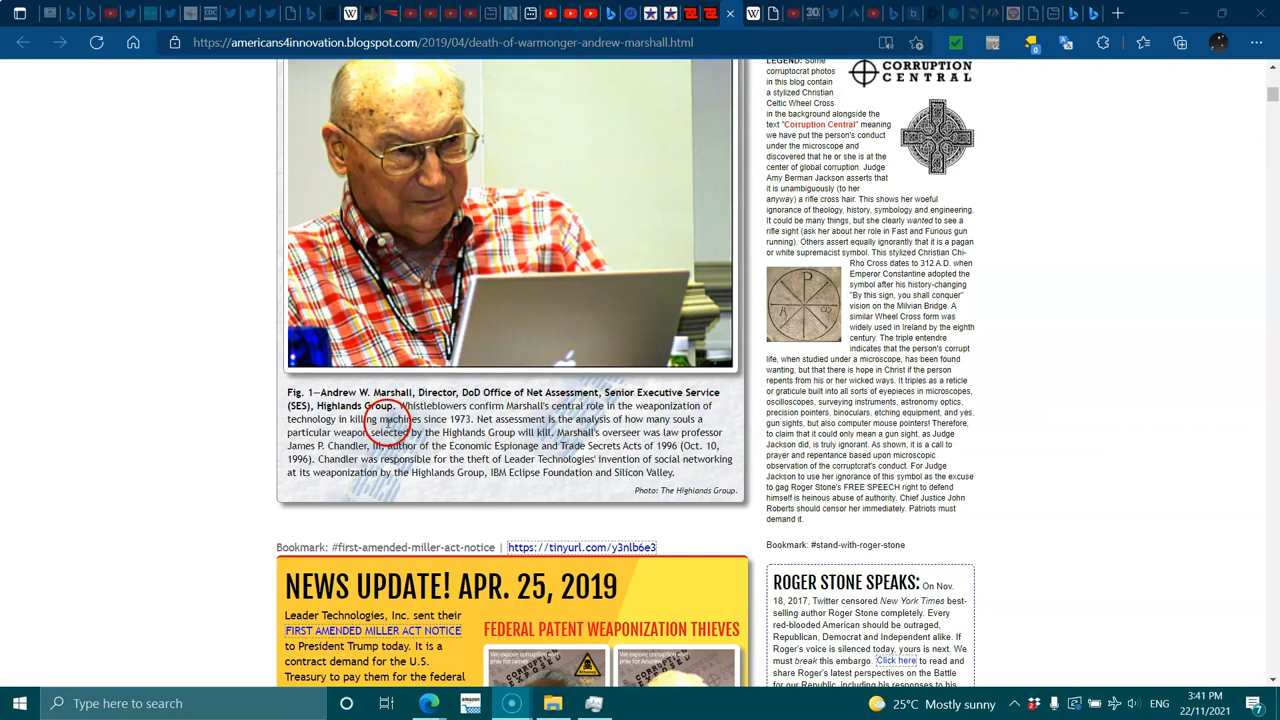 https://americans4innovation.blogspot.com/2019/04/death-of-warmonger-andrew-marshall.html
Fig. 1—Andrew W. Marshall, Director, DoD Office of Net Assessment, Senior Executive Service
(SES), Highlands Group. Whistleblowers confirm Marshall's central role in the weaponization of
technology in killing machines since 1973. Net assessment is the analysis of how many souls a
particular weapon selected by the Highlands Group will kill. Marshall's overseer was law professor
James P. Chandler, III, author of the Economic Espionage and Trade Secrets Acts of 1996 (Oct. 10,
1996). Chandler was responsible for the theft of Leader Technologies' invention of social networking
at its weaponization by the Highlands Group, IBM Eclipse Foundation and Silicon Valley.
Photo: The Highlands Group.
Bookmark: #first-amended-miller-act-notice | https://tinyurl.com/y3nlb6e3
NEWS UPDATE! APR. 25, 2019
Leader Technologies, Inc. sent their
FIRST AMENDED MILLER ACT NOTICE
to President Trump today. It is a
contract demand for the U.S.
Treasury to pay them for the federal
FEDERAL PATENT WEAPONIZATION THIEVES
We expose corruption and
pray for
We expose corruption and
pray for
LEGEND: Some
corruptocrat photos
in this blog contain
a stylized Christian
Celtic Wheel Cross
in the background alongside the
text "Corruption Central" meaning
we have put the person's conduct
under the microscope and
discovered that he or she is at the
center of global corruption. Judge
Amy Berman Jackson asserts that
it is unambiguously (to her
anyway) a rifle cross hair. This shows her woeful
ignorance of theology, history, symbology and engineering.
It could be many things, but she clearly wanted to see a
rifle sight (ask her about her role in Fast and Furious gun
running). Others assert equally ignorantly that it is a pagan
or white supremacist symbol. This stylized Christian Chi-
Rho Cross dates to 312 A.D. when
Emperor Constantine adopted the
symbol after his history-changing
"By this sign, you shall conquer"
vision on the Milvian Bridge. A
similar Wheel Cross form was
widely used in Ireland by the eighth
century. The triple entendre
indicates that the person's corrupt
life, when studied under a microscope, has been found
wanting, but that there is hope in Christ if the person
repents from his or her wicked ways. It triples as a reticle
or graticule built into all sorts of eyepieces in microscopes,
oscilloscopes, surveying instruments, astronomy optics,
precision pointers, binoculars, etching equipment, and yes,
gun sights, but also computer mouse pointers! Therefore,
to claim that it could only mean a gun sight, as Judge
Jackson did, is truly ignorant. As shown, it is a call to
prayer and repentance based upon microscopic
observation of the corruptcrat's conduct. For Judge
Jackson to use her ignorance of this symbol as the excuse
to gag Roger Stone's FREE SPEECH right to defend
himself is heinous abuse of authority. Chief Justice John
Roberts should censor her immediately. Patriots must
demand it.
CORRUPTION
CENTRAL
Bookmark: #stand-with-roger-stone
ROGER STONE SPEAKS: On Nov.
18, 2017, Twitter censored New York Times best-
selling author Roger Stone completely. Every
red-blooded American should be outraged,
Republican, Democrat and Independent alike. If
Roger's voice is silenced today, yours is next. We
must break this embargo. Click here to read and
share Roger's latest perspectives on the Battle
for our Republic, including his responses to his
Type here to search
25°C Mostly sunny
ENG
3:41 PM
22/11/2021